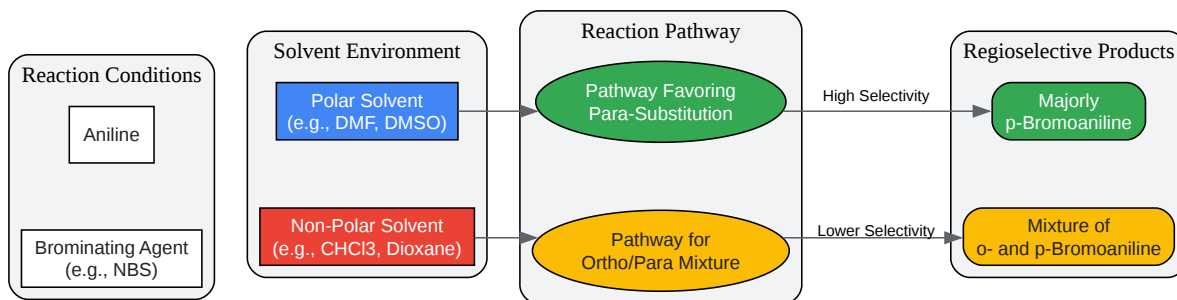 Reaction Conditions
Aniline
Brominating Agent
(e.g., NBS)
Solvent Environment
Polar Solvent
(e.g., DMF, DMSO)
Non-Polar Solvent
(e.g., CHCl3, Dioxane)
Reaction Pathway
Pathway Favoring
Para-Substitution
Pathway for
Ortho/Para Mixture
High Selectivity
Lower Selectivity
Regioselective Products
Majorly
p-Bromoaniline
Mixture of
o- and p-Bromoaniline